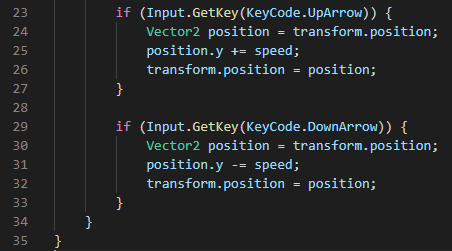 23 if (Input.GetKey(KeyCode.UpArrow)) {
24 Vector2 position = transform.position;
25 position.y += speed;
26 transform.position = position;
27 }
28
29 if (Input.GetKey(KeyCode.DownArrow)) {
30 Vector2 position = transform.position;
31 position.y -= speed;
32 transform.position = position;
33 }
34 }
35 }